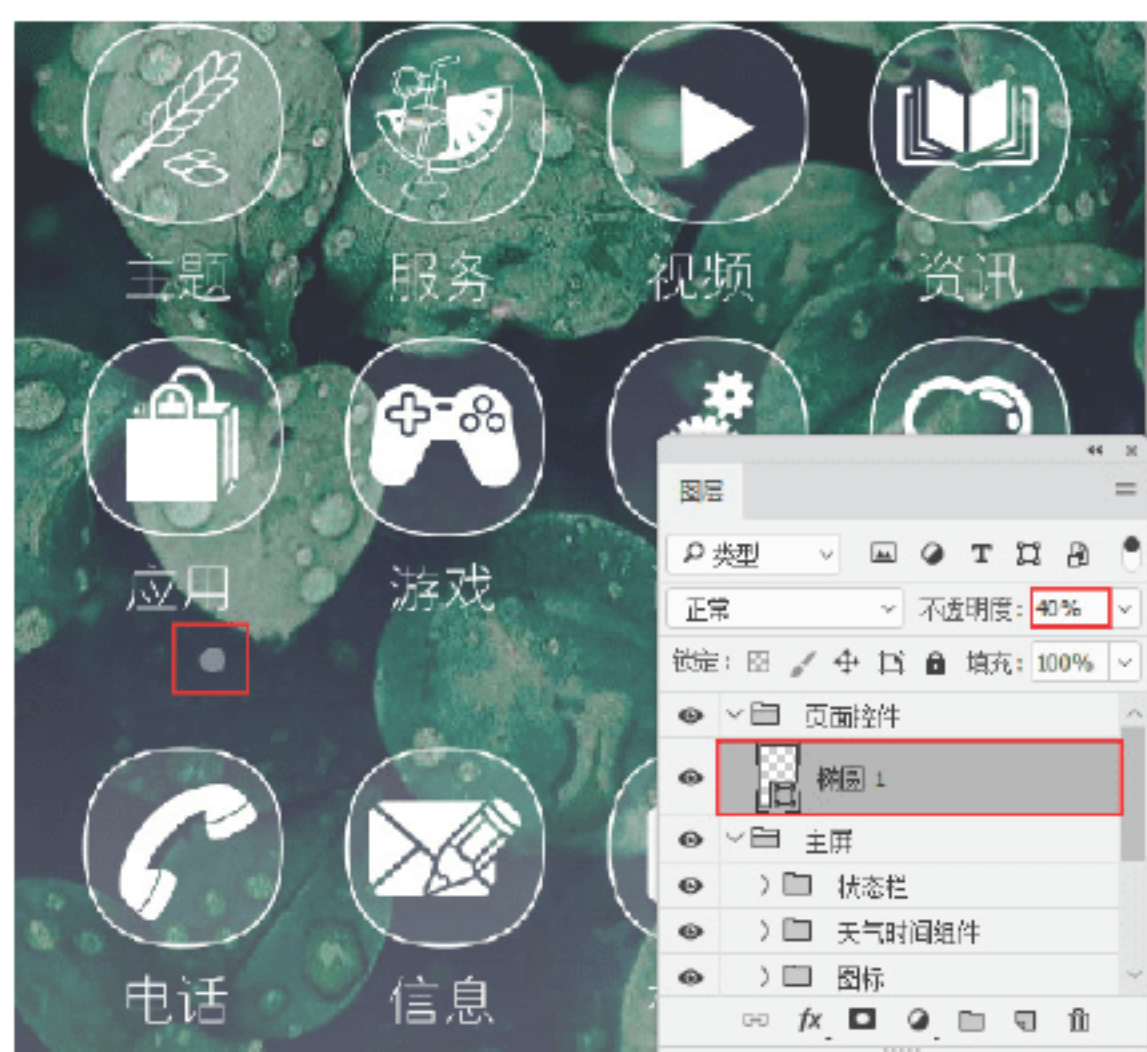 主题 服务 视频 资讯
图层
类型
应用 游戏
正常 不透明度: 40%
锁定: 填充: 100%
页面控件
椭圆 1
主屏
状态栏
天气时间组件
图标
fx
电话 信息